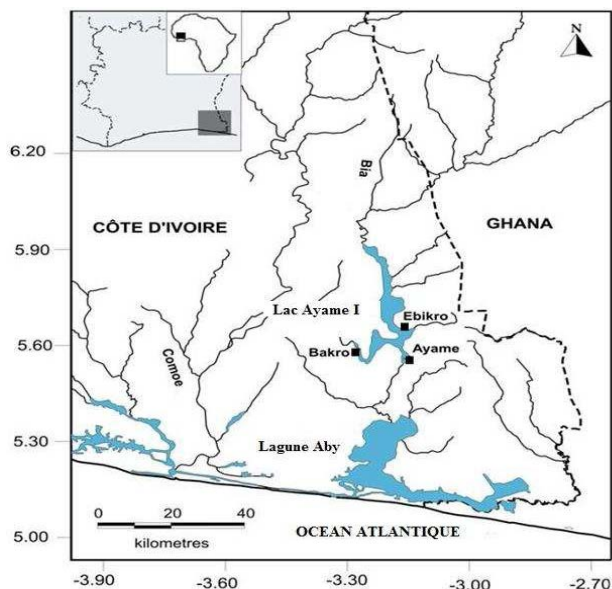 N
6.20
Bia
CÔTE D'IVOIRE
GHANA
5.90
Lac Ayame I
Ebikro
Bakro
Ayame
5.60
Comoe
5.30
Lagune Aby
0 20 40
kilometres
OCEAN ATLANTIQUE
5.00
-3.90 -3.60 -3.30 -3.00 -2.70